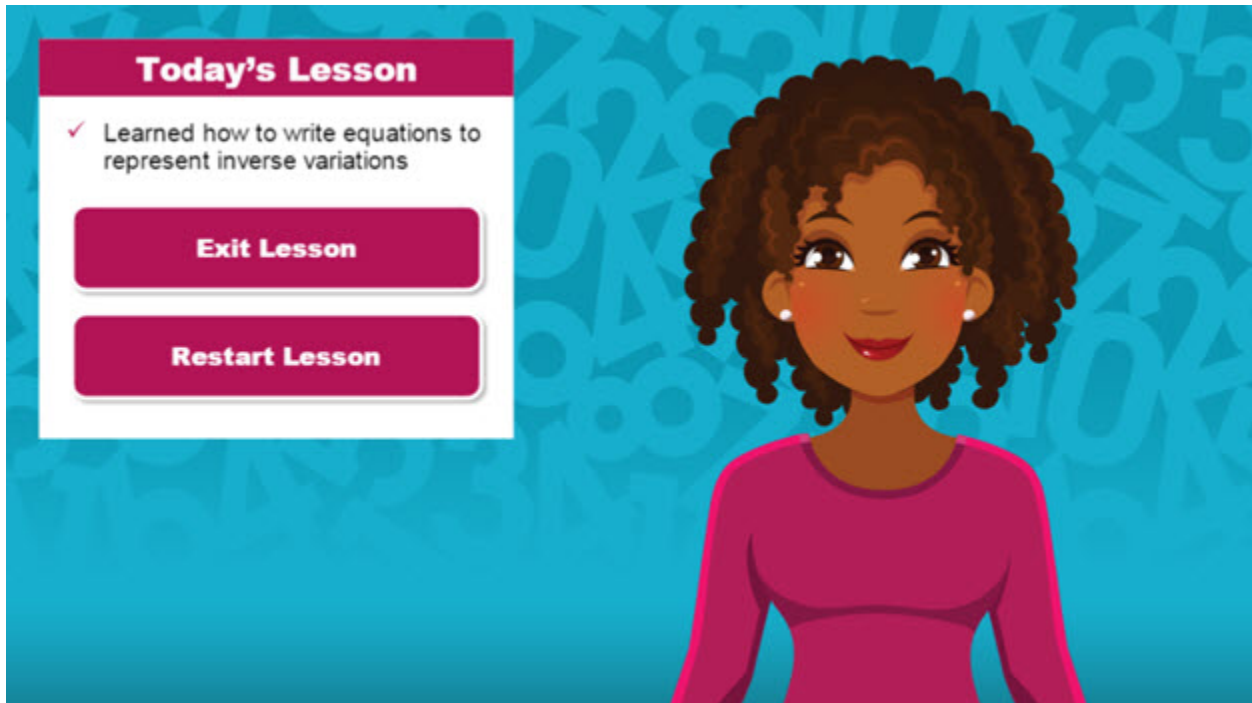 Today's Lesson
✓ Learned how to write equations to
represent inverse variations
Exit Lesson
Restart Lesson